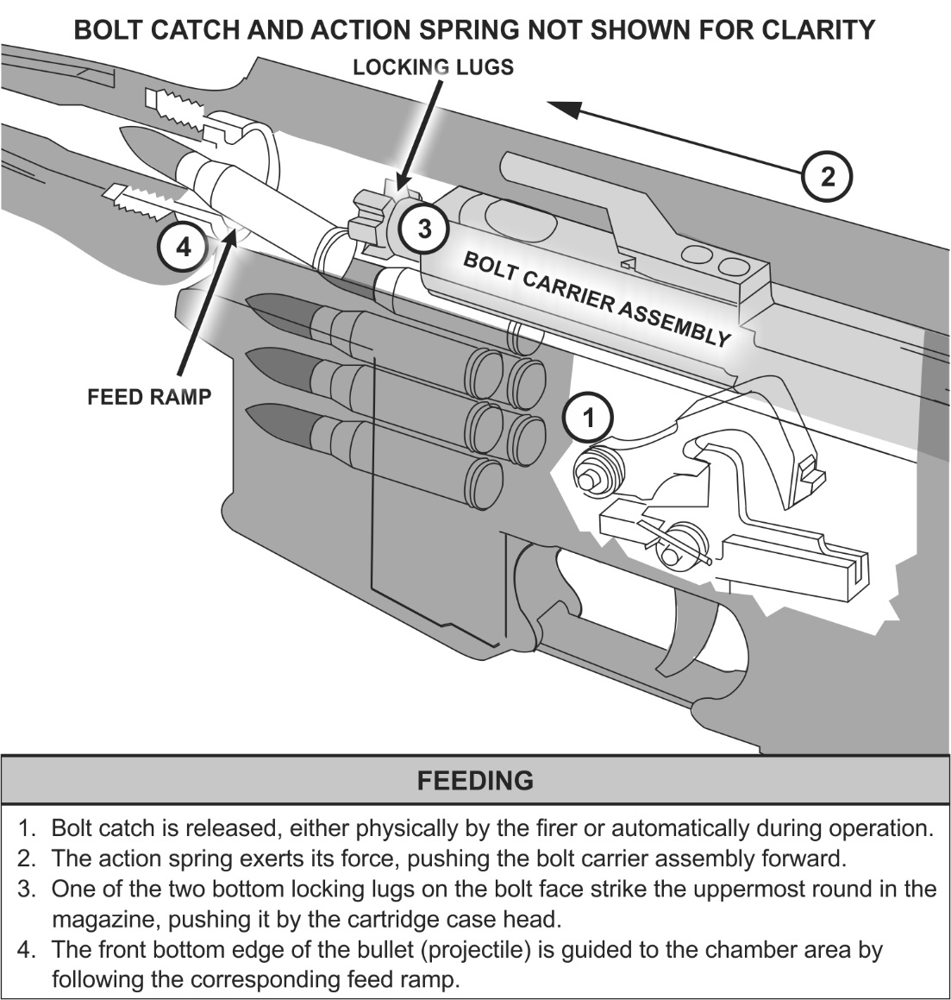 BOLT CATCH AND ACTION SPRING NOT SHOWN FOR CLARITY
LOCKING LUGS
2
3
4
BOLT CARRIER ASSEMBLY
FEED RAMP
1
FEEDING
1. Bolt catch is released, either physically by the firer or automatically during operation.
2. The action spring exerts its force, pushing the bolt carrier assembly forward.
3. One of the two bottom locking lugs on the bolt face strike the uppermost round in the
magazine, pushing it by the cartridge case head.
4. The front bottom edge of the bullet (projectile) is guided to the chamber area by
following the corresponding feed ramp.